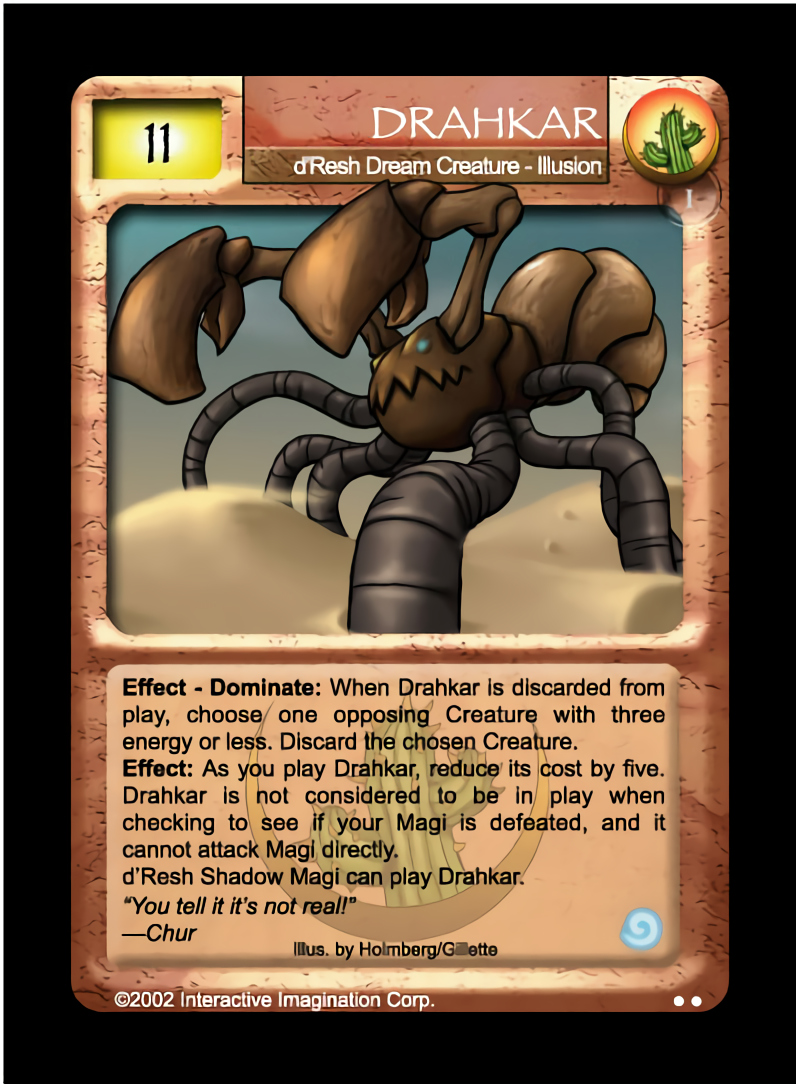 11
DRAHKAR
d'Resh Dream Creature - Illusion
I
Effect - Dominate: When Drahkar is discarded from
play, choose one opposing Creature with three
energy or less. Discard the chosen Creature.
Effect: As you play Drahkar, reduce its cost by five.
Drahkar is not considered to be in play when
checking to see if your Magi is defeated, and it
cannot attack Magi directly.
d'Resh Shadow Magi can play Drahkar.
"You tell it it's not real!"
—Chur
Illus. by Holmberg/Gillette
©2002 Interactive Imagination Corp.